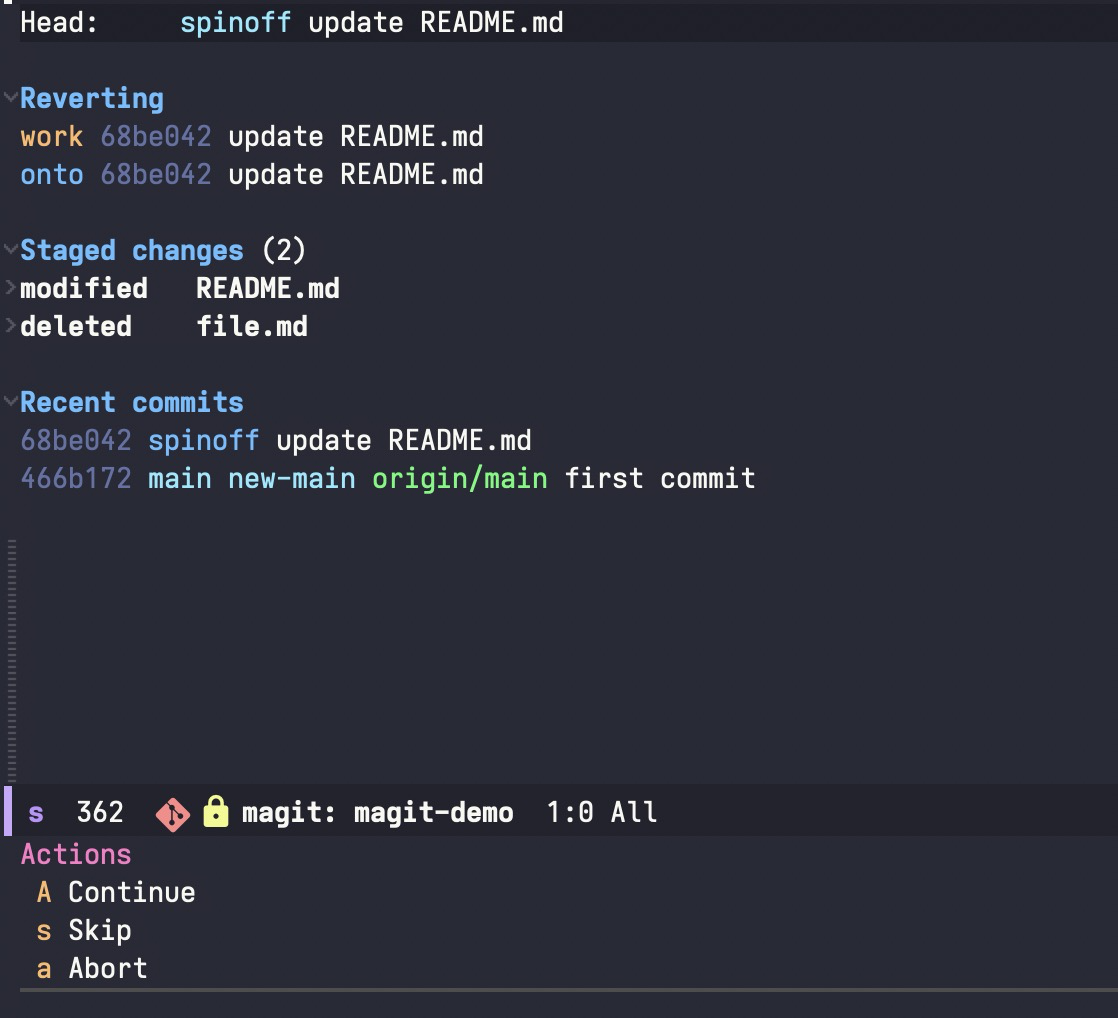 Head: spinoff update README.md
Reverting
work 68be042 update README.md
onto 68be042 update README.md
Staged changes (2)
modified README.md
deleted file.md
Recent commits
68be042 spinoff update README.md
466b172 main new-main origin/main first commit
s 362 magit: magit-demo 1:0 All
Actions
A Continue
s Skip
a Abort